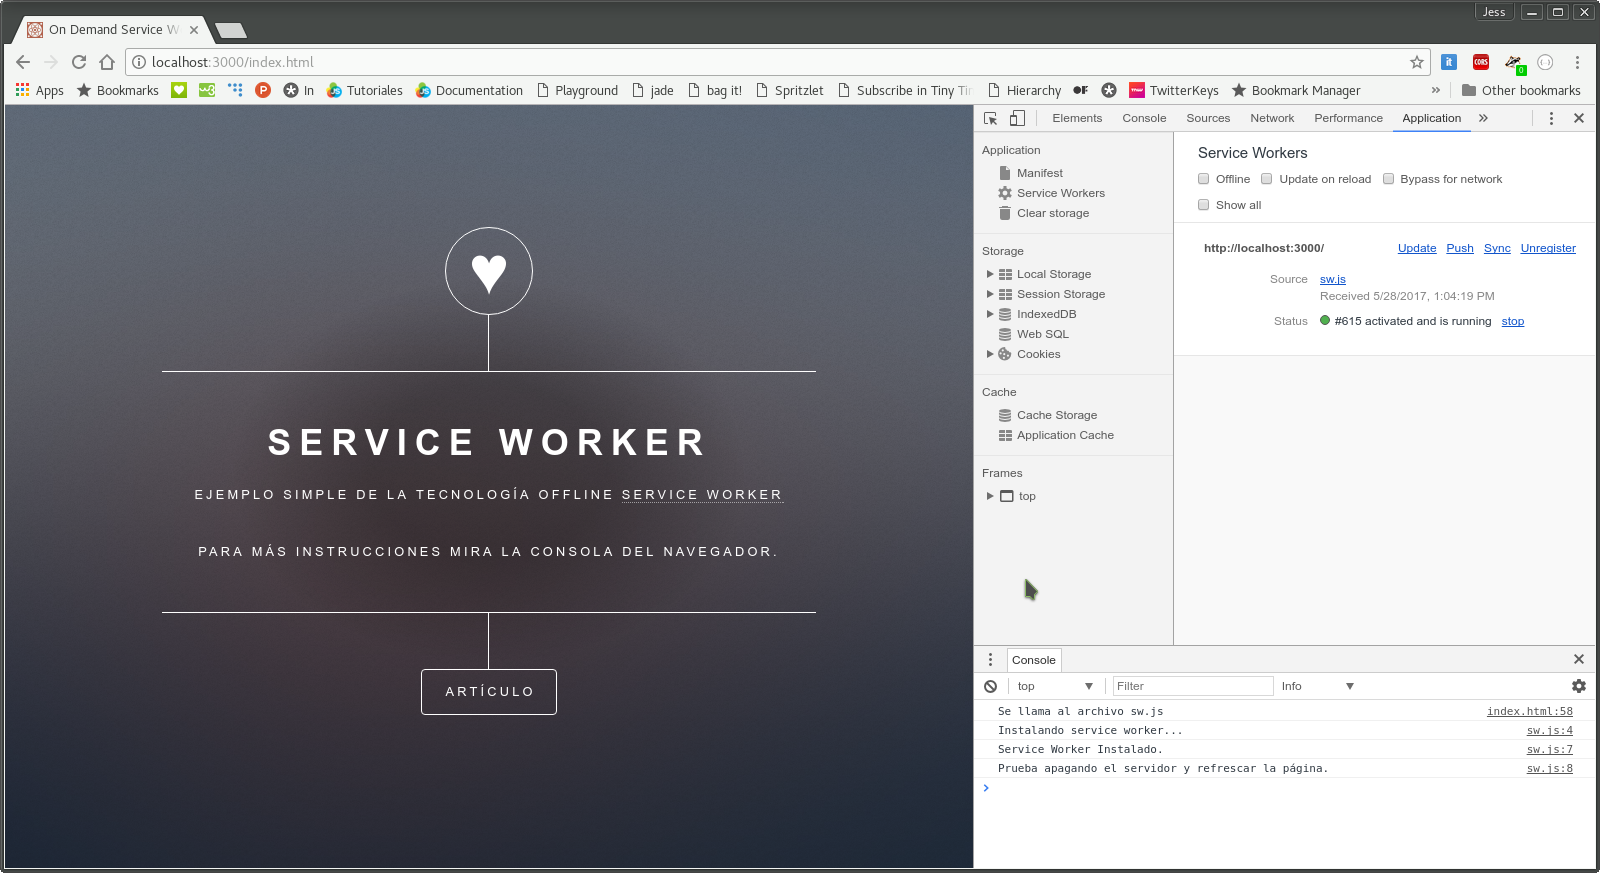 Jess
On Demand Service W
localhost:3000/index.html
it CORS 0
Apps Bookmarks In Tutoriales Documentation Playground jade bag it! Spritzlet Subscribe in Tiny Tin Hierarchy TwitterKeys Bookmark Manager » Other bookmarks
♥
SERVICE WORKER
EJEMPLO SIMPLE DE LA TECNOLOGÍA OFFLINE SERVICE WORKER
PARA MÁS INSTRUCCIONES MIRA LA CONSOLA DEL NAVEGADOR.
ARTÍCULO
Elements Console Sources Network Performance Application »
Application
Manifest
Service Workers
Clear storage
Storage
Local Storage
Session Storage
IndexedDB
Web SQL
Cookies
Cache
Cache Storage
Application Cache
Frames
top
Service Workers
Offline Update on reload Bypass for network
Show all
http://localhost:3000/ Update Push Sync Unregister
Source sw.js
Received 5/28/2017, 1:04:19 PM
Status #615 activated and is running stop
Console
top Filter Info
Se llama al archivo sw.js index.html:58
Instalando service worker... sw.js:4
Service Worker Instalado. sw.js:7
Prueba apagando el servidor y refrescar la página. sw.js:8